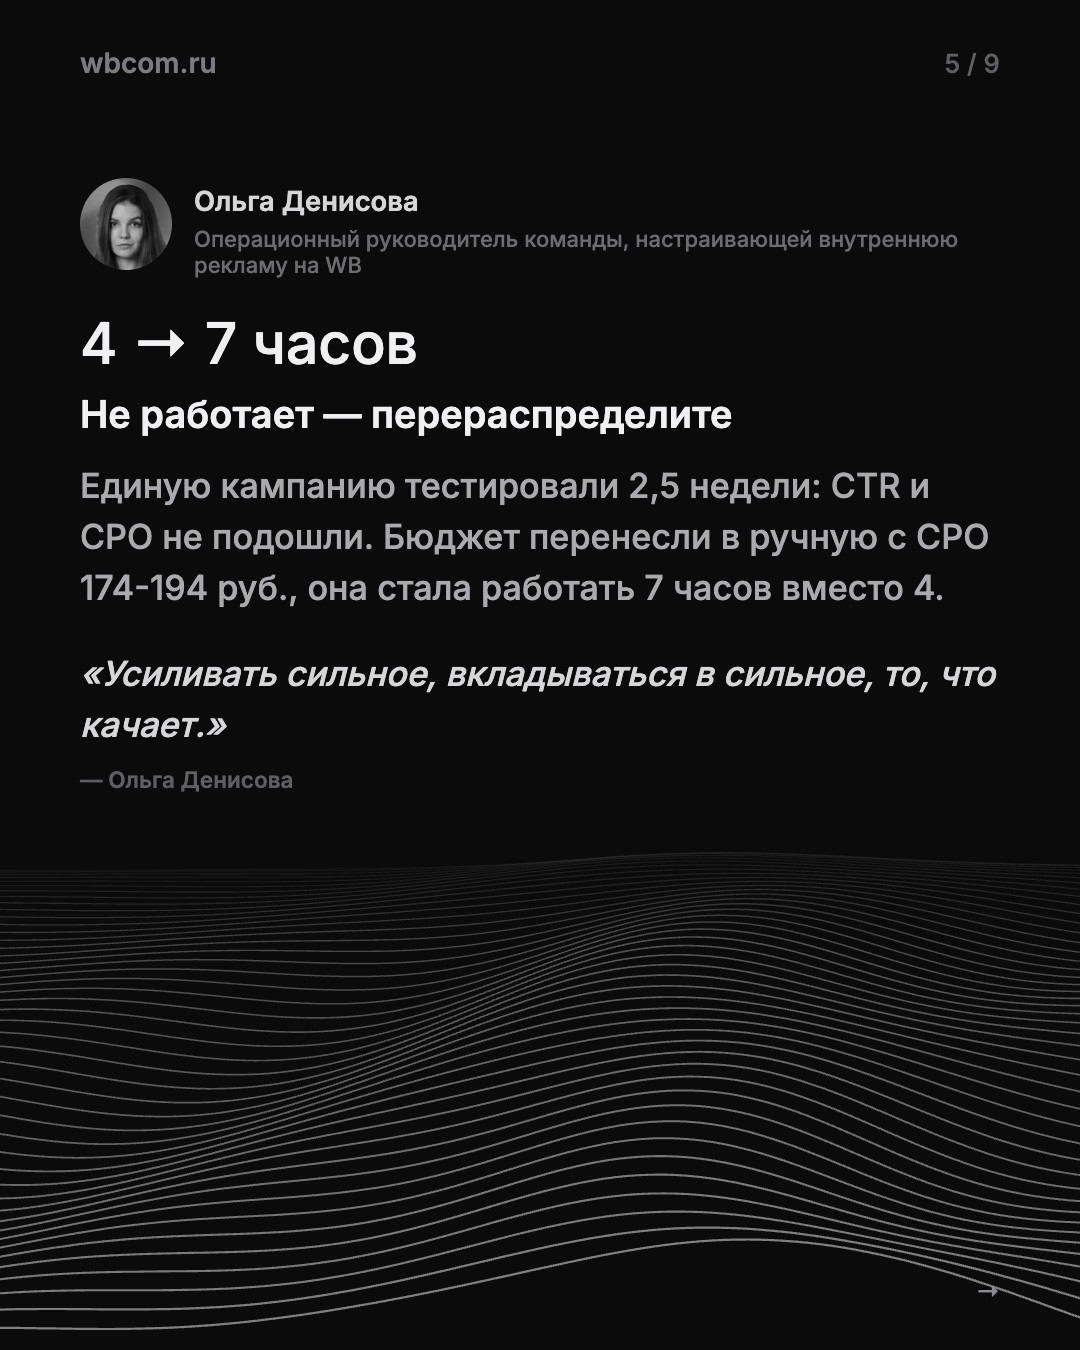 wbcom.ru
5 / 9
Ольга Денисова
Операционный руководитель команды, настраивающей внутреннюю
рекламу на WB
4 → 7 часов
Не работает — перераспределите
Единую кампанию тестировали 2,5 недели: CTR и
CPO не подошли. Бюджет перенесли в ручную с CPO
174-194 руб., она стала работать 7 часов вместо 4.
«Усиливать сильное, вкладываться в сильное, то, что
качает.»
— Ольга Денисова
→